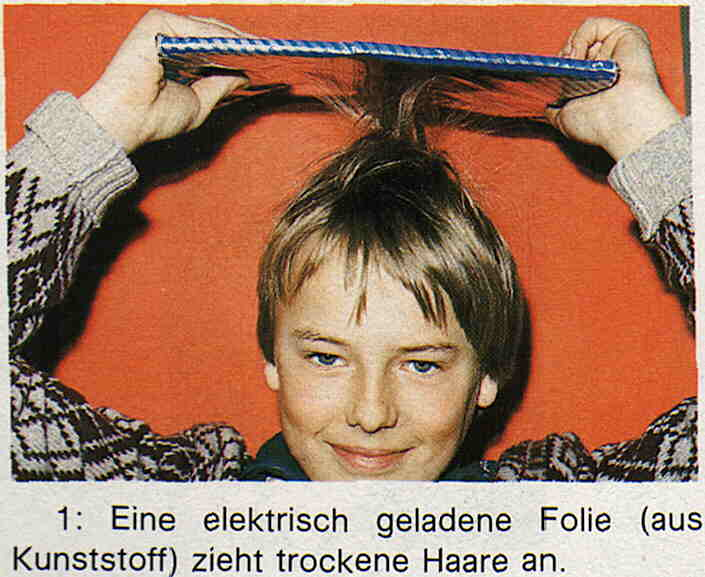 1: Eine elektrisch geladene Folie (aus
Kunststoff) zieht trockene Haare an.